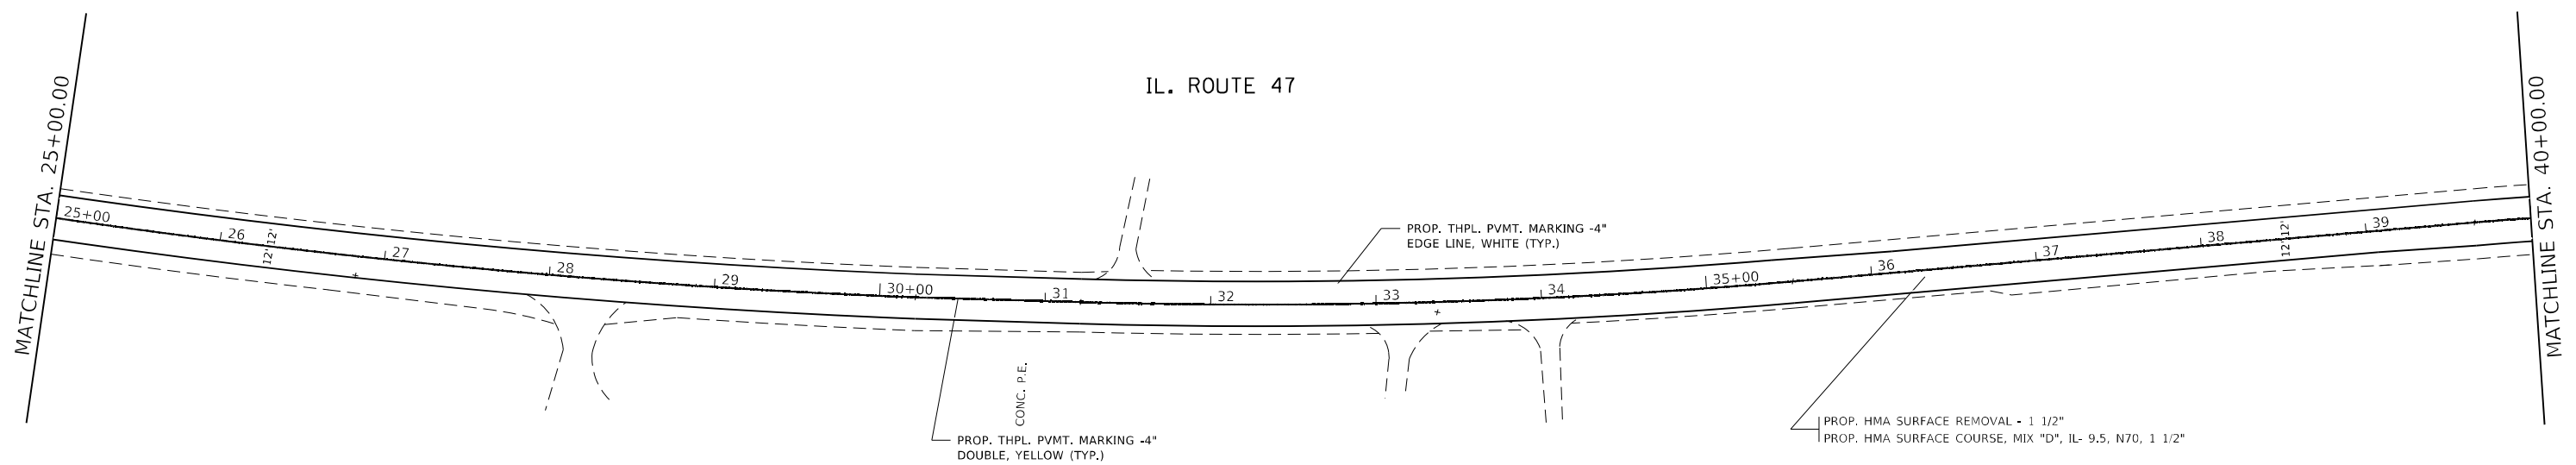 IL. ROUTE 47
MATCHLINE STA. 25+00.00
MATCHLINE STA. 40+00.00
25+00
26
12' 12'
27
28
29
30+00
31
32
33
34
35+00
36
37
38
12' 12'
39
PROP. THPL. PVMT. MARKING -4"
EDGE LINE, WHITE (TYP.)
CONC. P.E.
PROP. THPL. PVMT. MARKING -4"
DOUBLE, YELLOW (TYP.)
PROP. HMA SURFACE REMOVAL - 1 1/2"
PROP. HMA SURFACE COURSE, MIX "D", IL- 9.5, N70, 1 1/2"